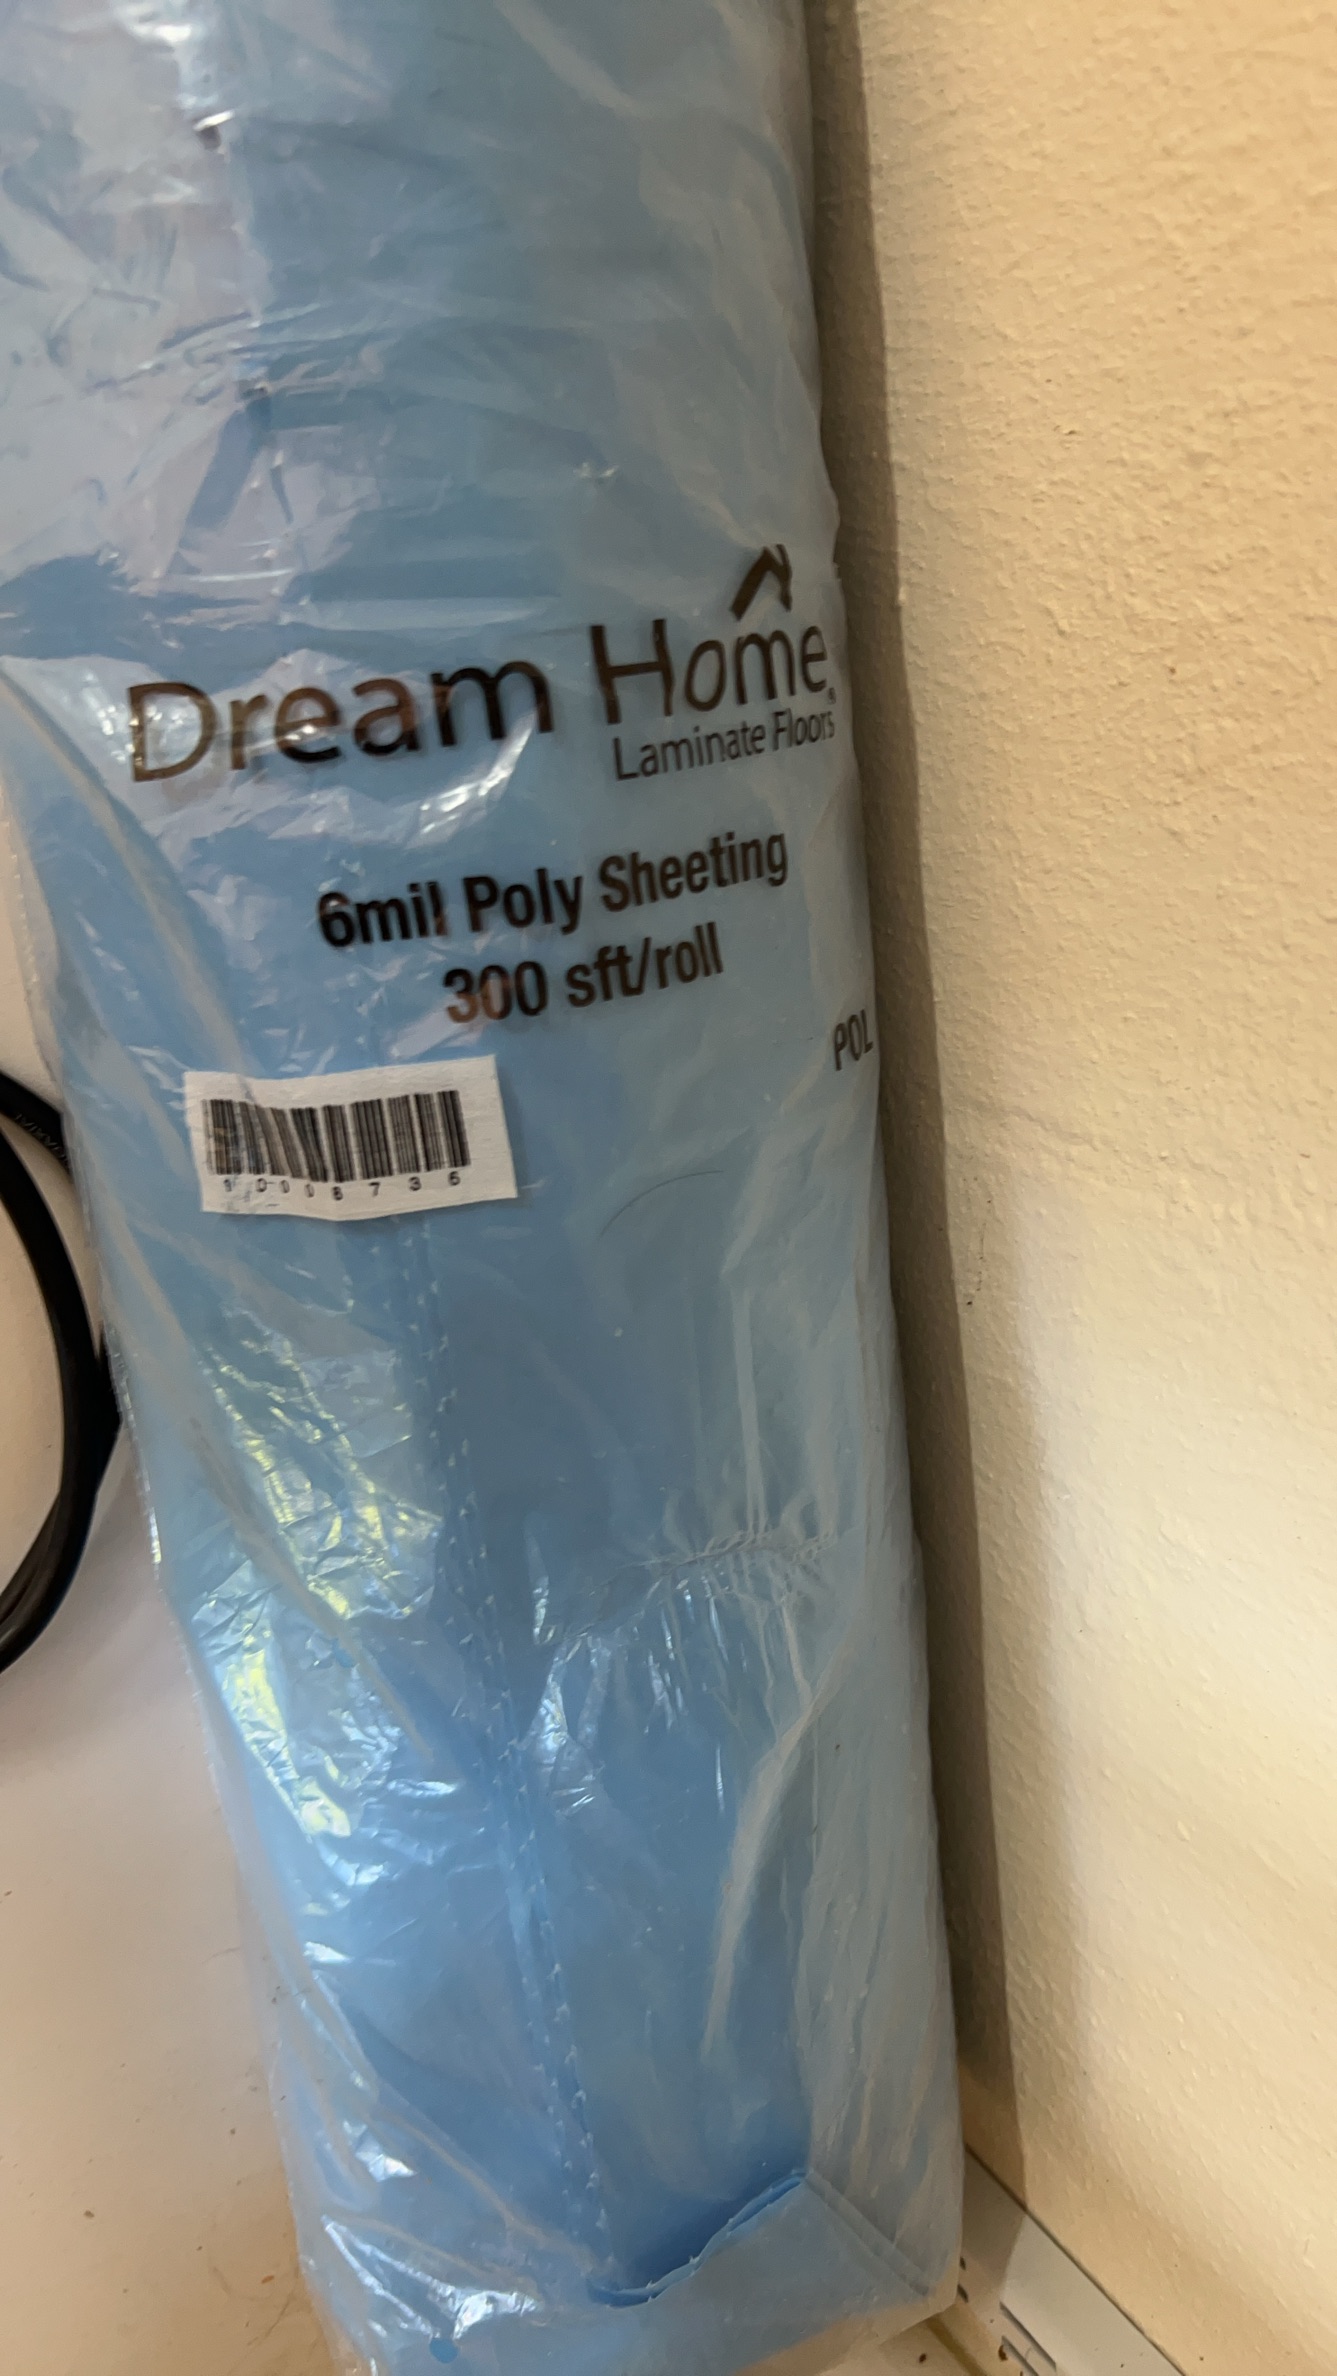 Dream Home®
Laminate Floors
6mil Poly Sheeting
300 sft/roll
POL